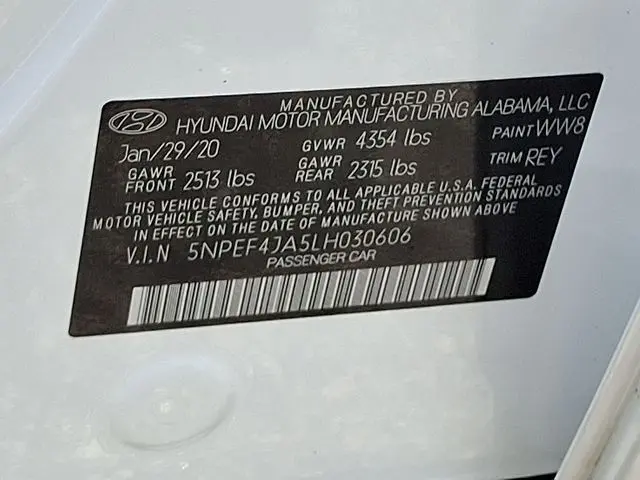 MANUFACTURED BY
HYUNDAI MOTOR MANUFACTURING ALABAMA, LLC
Jan/29/20 GVWR 4354 lbs PAINT WW8
GAWR FRONT 2513 lbs GAWR REAR 2315 lbs TRIM REY
THIS VEHICLE CONFORMS TO ALL APPLICABLE U.S.A. FEDERAL
MOTOR VEHICLE SAFETY, BUMPER, AND THEFT PREVENTION STANDARDS
IN EFFECT ON THE DATE OF MANUFACTURE SHOWN ABOVE
V.I.N 5NPEF4JA5LH030606
PASSENGER CAR